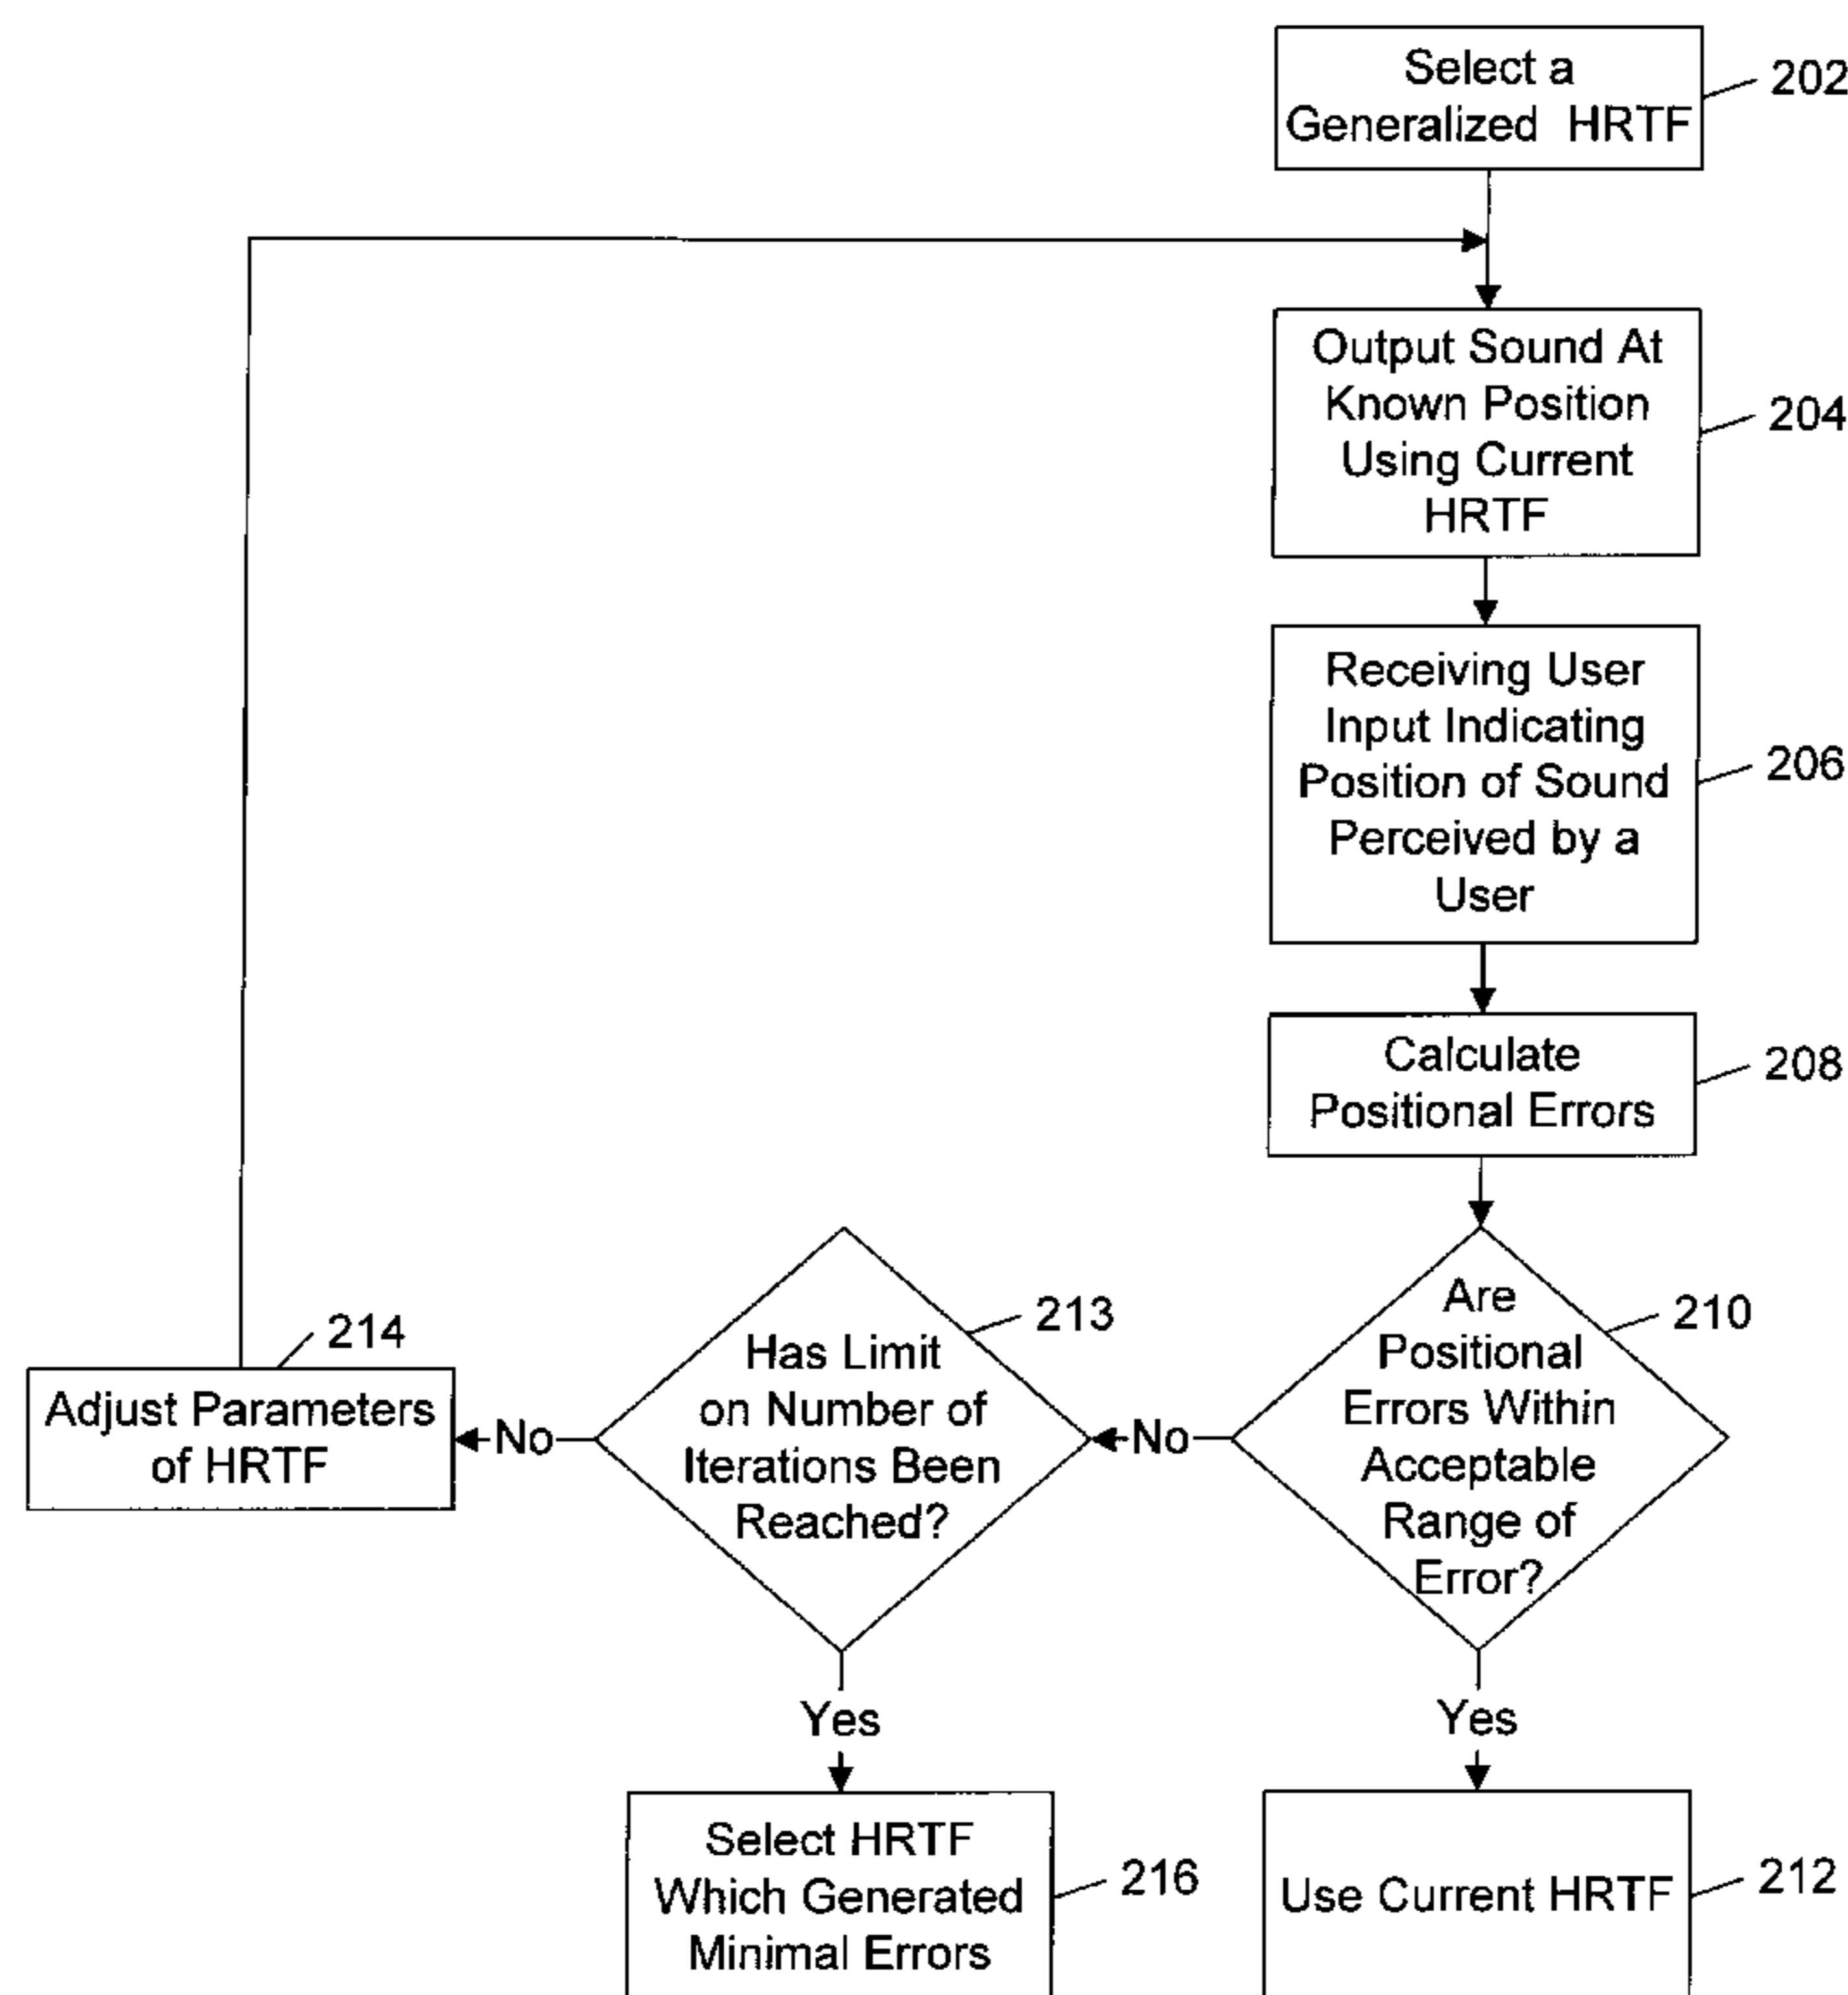 Select a
Generalized HRTF
202
Output Sound At
Known Position
Using Current
HRTF
204
Receiving User
Input Indicating
Position of Sound
Perceived by a
User
206
Calculate
Positional Errors
208
Are
Positional
Errors Within
Acceptable
Range of
Error?
210
No
Has Limit
on Number of
Iterations Been
Reached?
213
No
Adjust Parameters
of HRTF
214
Yes
Select HRTF
Which Generated
Minimal Errors
216
Yes
Use Current HRTF
212